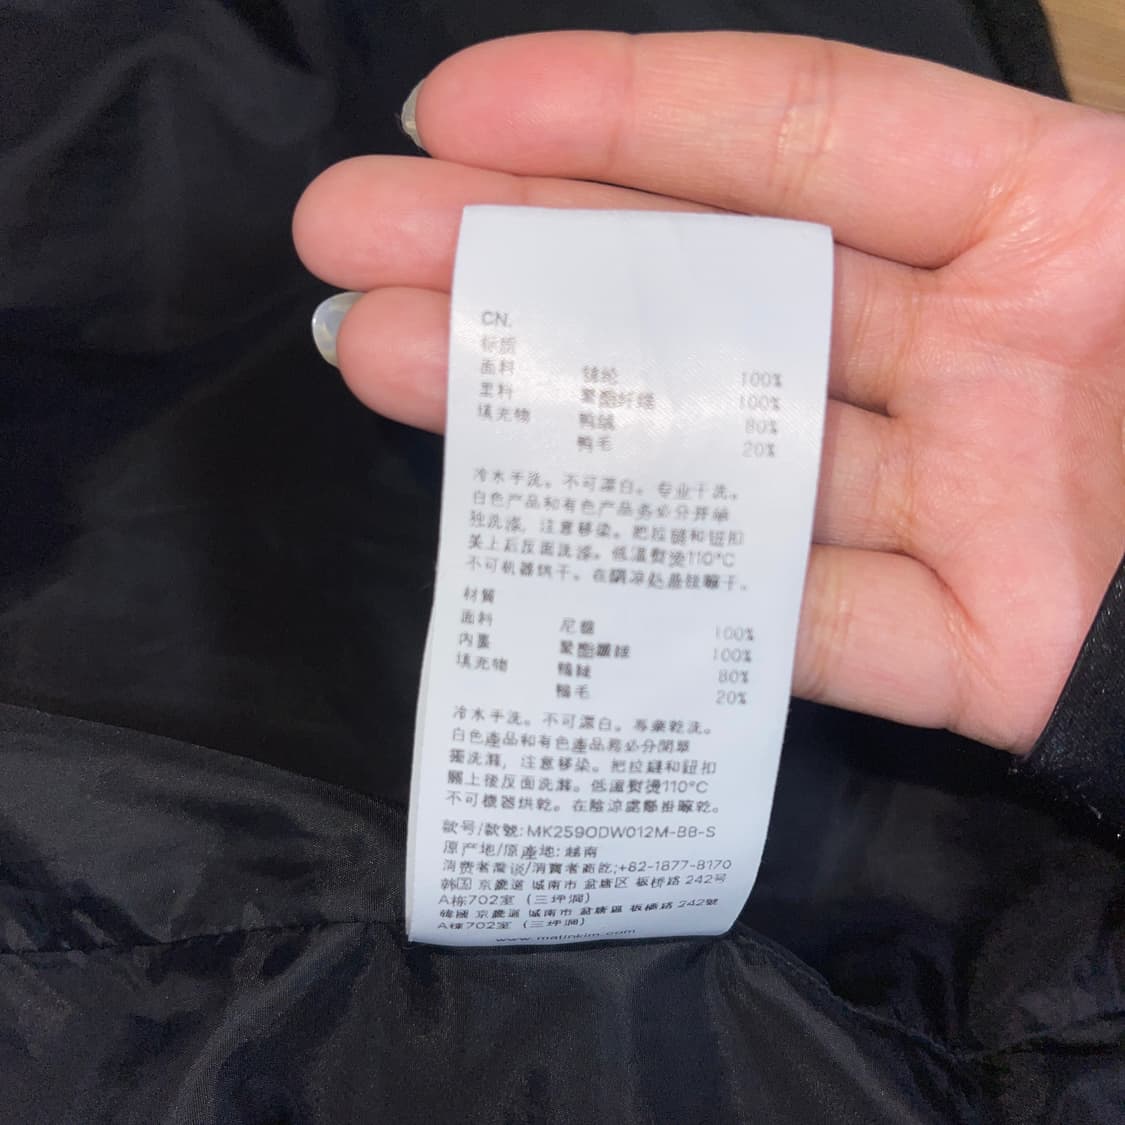 CN.
标质
面料 锦纶 100%
里料 聚酯纤维 100%
填充物 鸭绒 80%
鸭毛 20%
冷水手洗。不可漂白。专业干洗。
白色产品和有色产品务必分开单
独洗涤, 注意移染。把拉链和钮扣
关上后反面洗涤。低温熨烫110°C
不可机器烘干。在阴凉处悬挂晾干。
材質
面料 尼龍 100%
內裏 聚酯纖維 100%
填充物 鴨絨 80%
鴨毛 20%
冷水手洗。不可漂白。專業乾洗。
白色產品和有色產品務必分開單
獨洗滌, 注意移染。把拉鏈和鈕扣
關上後反面洗滌。低溫熨燙110°C
不可機器烘乾。在陰涼處懸掛晾乾。
款号/款號: MK2590DW012M-BB-S
原产地/原產地: 越南
消费者洽谈/消費者商談;+82-1877-8170
韩国 京畿道 城南市 盆唐区 板桥路 242号
A栋702室 (三坪洞)
韓國 京畿道 城南市 盆唐區 板橋路 242號
A棟702室 (三坪洞)
www.malinkim.com